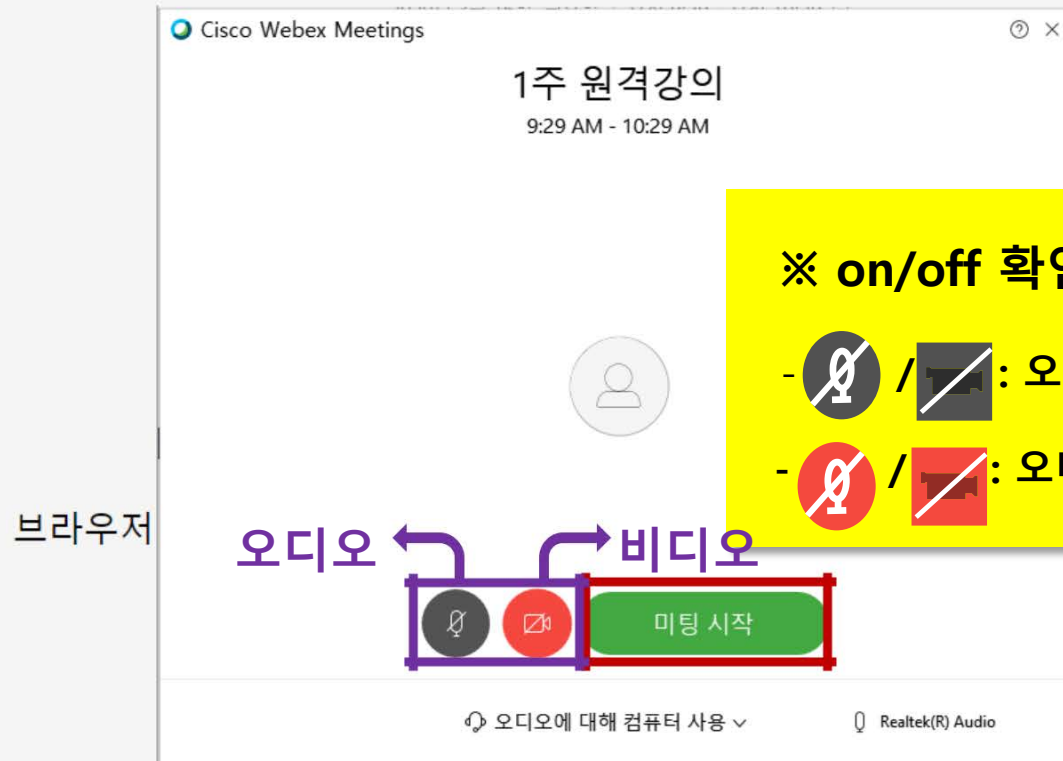 Cisco Webex Meetings
1주 원격강의
9:29 AM - 10:29 AM
※ on/off
- / : 오
- / :
브라우저
오디오
비디오
미팅 시작
오디오에 대해 컴퓨터 사용
Realtek(R) Audio